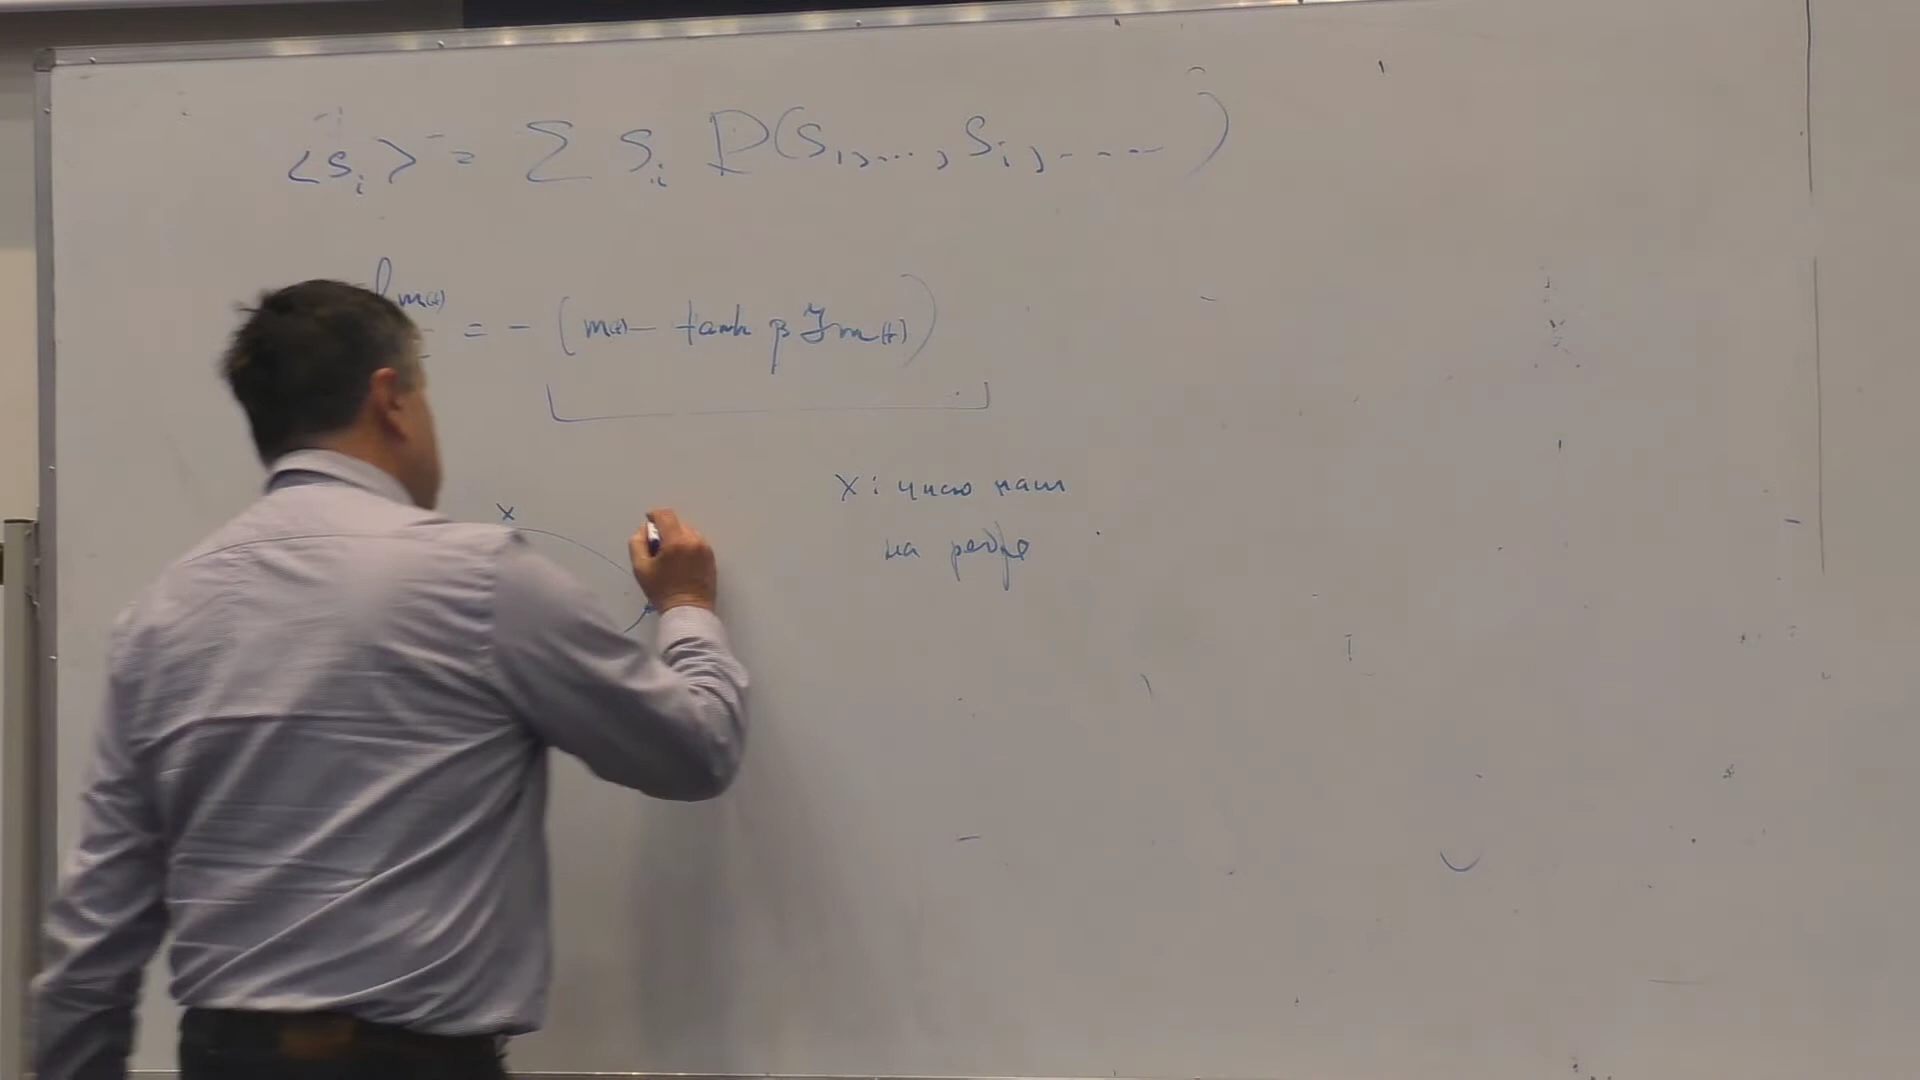 <s_i> = Σ s_i P(s_1, ..., s_i, ....)
m(t) = - (m(t) - tanh β J m(t))
x
x : число маш
на ребре